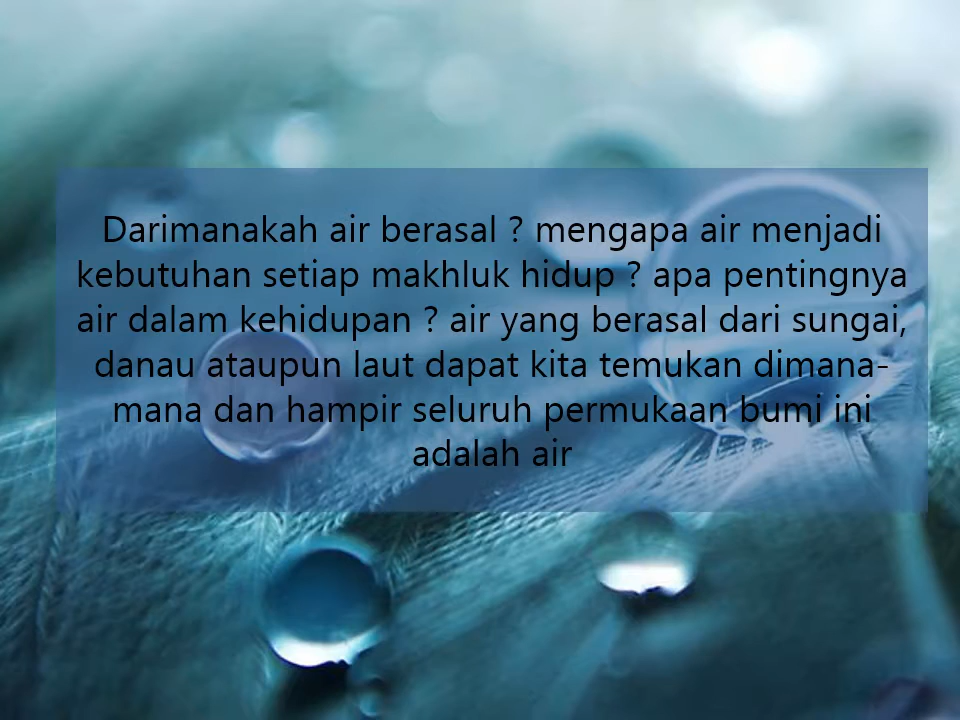 Darimanakah air berasal ? mengapa air menjadi
kebutuhan setiap makhluk hidup ? apa pentingnya
air dalam kehidupan ? air yang berasal dari sungai,
danau ataupun laut dapat kita temukan dimana-
mana dan hampir seluruh permukaan bumi ini
adalah air